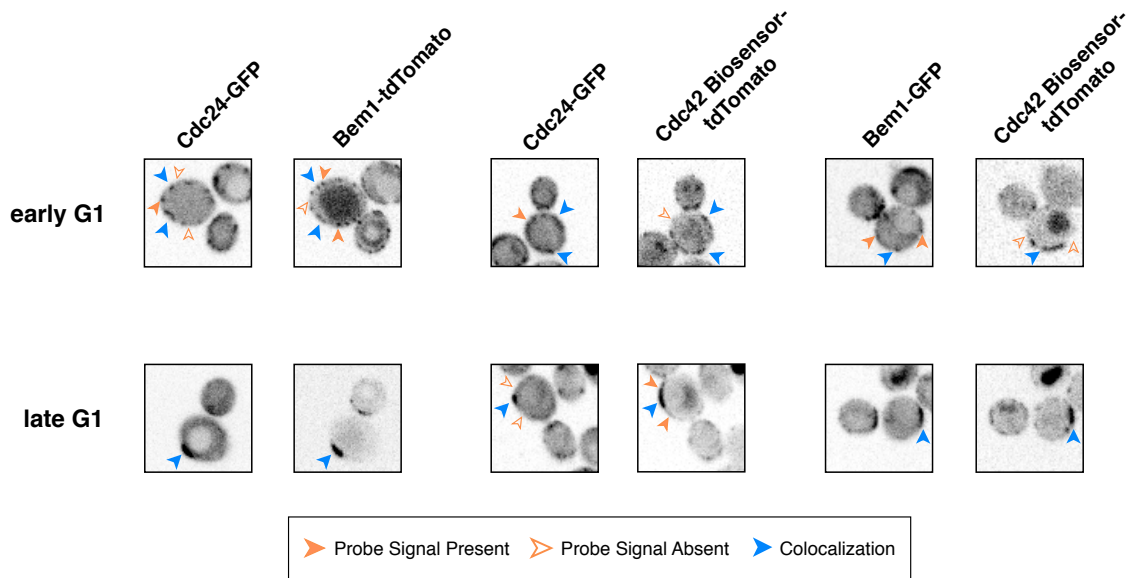 Cdc24-GFP
Bem1-tdTomato
Cdc24-GFP
Cdc42 Biosensor-
tdTomato
Bem1-GFP
Cdc42 Biosensor-
tdTomato
early G1
late G1
Probe Signal Present
Probe Signal Absent
Colocalization